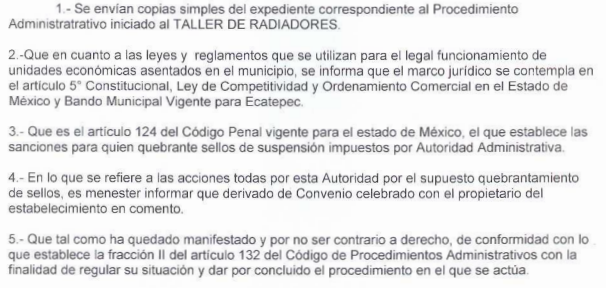 1.- Se envían copias simples del expediente correspondiente al Procedimiento
Administratrativo iniciado al TALLER DE RADIADORES.
2.-Que en cuanto a las leyes y reglamentos que se utilizan para el legal funcionamiento de
unidades económicas asentados en el municipio, se informa que el marco jurídico se contempla en
el artículo 5° Constitucional, Ley de Competitividad y Ordenamiento Comercial en el Estado de
México y Bando Municipal Vigente para Ecatepec.
3.- Que es el artículo 124 del Código Penal vigente para el estado de México, el que establece las
sanciones para quien quebrante sellos de suspensión impuestos por Autoridad Administrativa.
4.- En lo que se refiere a las acciones todas por esta Autoridad por el supuesto quebrantamiento
de sellos, es menester informar que derivado de Convenio celebrado con el propietario del
establecimiento en comento.
5.- Que tal como ha quedado manifestado y por no ser contrario a derecho, de conformidad con lo
que establece la fracción II del artículo 132 del Código de Procedimientos Administrativos con la
finalidad de regular su situación y dar por concluido el procedimiento en el que se actúa.